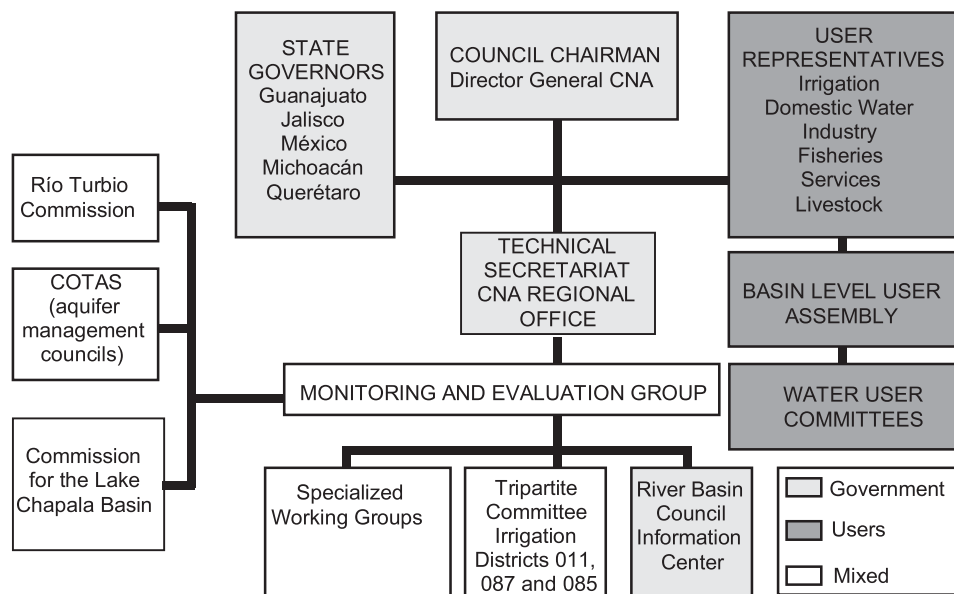 STATE
GOVERNORS
Guanajuato
Jalisco
México
Michoacán
Querétaro
COUNCIL CHAIRMAN
Director General CNA
USER
REPRESENTATIVES
Irrigation
Domestic Water
Industry
Fisheries
Services
Livestock
Río Turbio
Commission
TECHNICAL
SECRETARIAT
CNA REGIONAL
OFFICE
BASIN LEVEL USER
ASSEMBLY
COTAS
(aquifer
management
councils)
MONITORING AND EVALUATION GROUP
WATER USER
COMMITTEES
Commission
for the Lake
Chapala Basin
Specialized
Working Groups
Tripartite
Committee
Irrigation
Districts 011,
087 and 085
River Basin
Council
Information
Center
Government
Users
Mixed